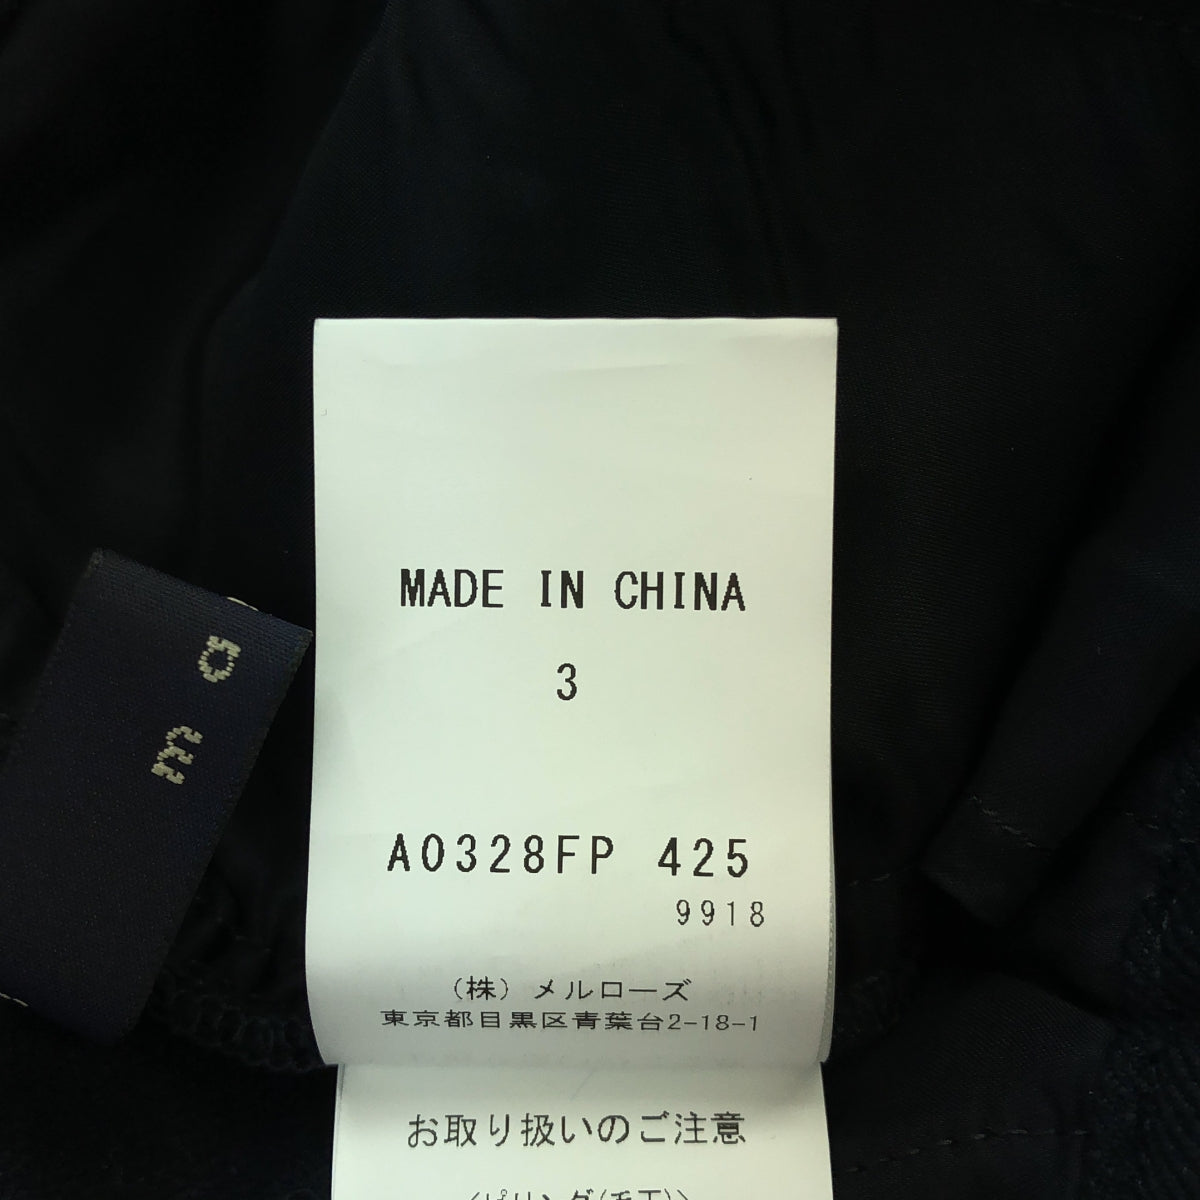 MADE IN CHINA
3
A0328FP 425
9918
(株) メルローズ
東京都目黒区青葉台2-18-1
お取り扱いのご注意
3